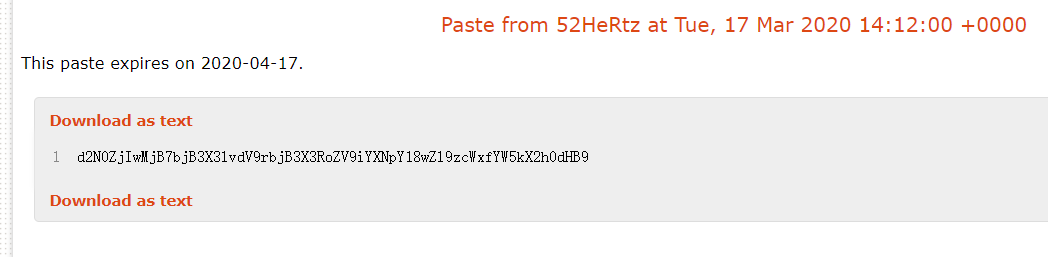 Paste from 52HeRtz at Tue, 17 Mar 2020 14:12:00 +0000
This paste expires on 2020-04-17.
Download as text
1 d2N0ZjIwMjB7bjB3X3lvdV9rbjB3X3RoZV9iYXNpY18wZl9zcWxfYW5kX2h0dHB9
Download as text